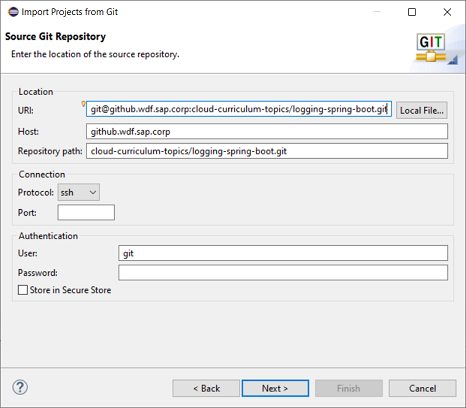 Import Projects from Git
Source Git Repository
Enter the location of the source repository.
GIT
Location
URI: git@github.wdf.sap.corp:cloud-curriculum-topics/logging-spring-boot.git Local File...
Host: github.wdf.sap.corp
Repository path: cloud-curriculum-topics/logging-spring-boot.git
Connection
Protocol: ssh
Port:
Authentication
User: git
Password:
Store in Secure Store
? < Back Next > Finish Cancel